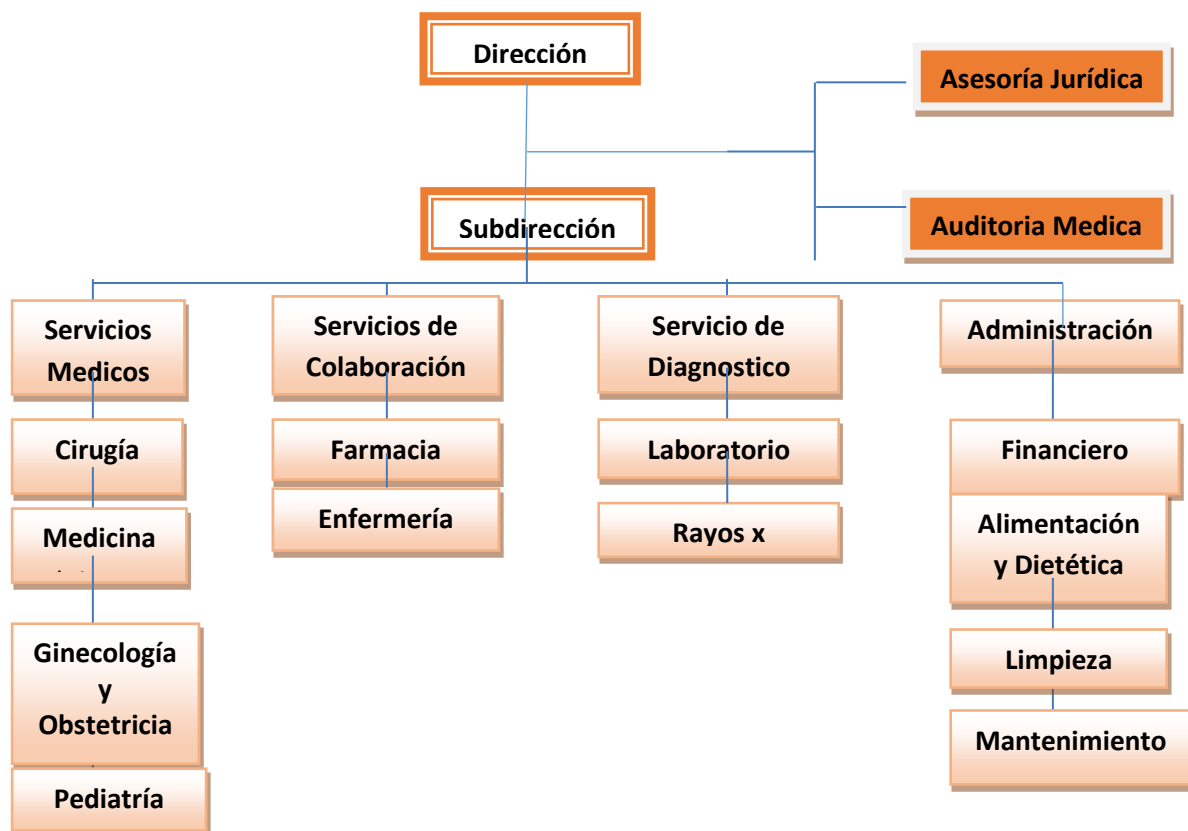 Dirección
Asesoría Jurídica
Subdirección
Auditoria Medica
Servicios
Medicos
Servicios de
Colaboración
Servicio de
Diagnostico
Administración
Cirugía
Farmacia
Laboratorio
Financiero
Medicina
Enfermería
Rayos x
Alimentación
y Dietética
Ginecología
y
Obstetricia
Limpieza
Mantenimiento
Pediatría